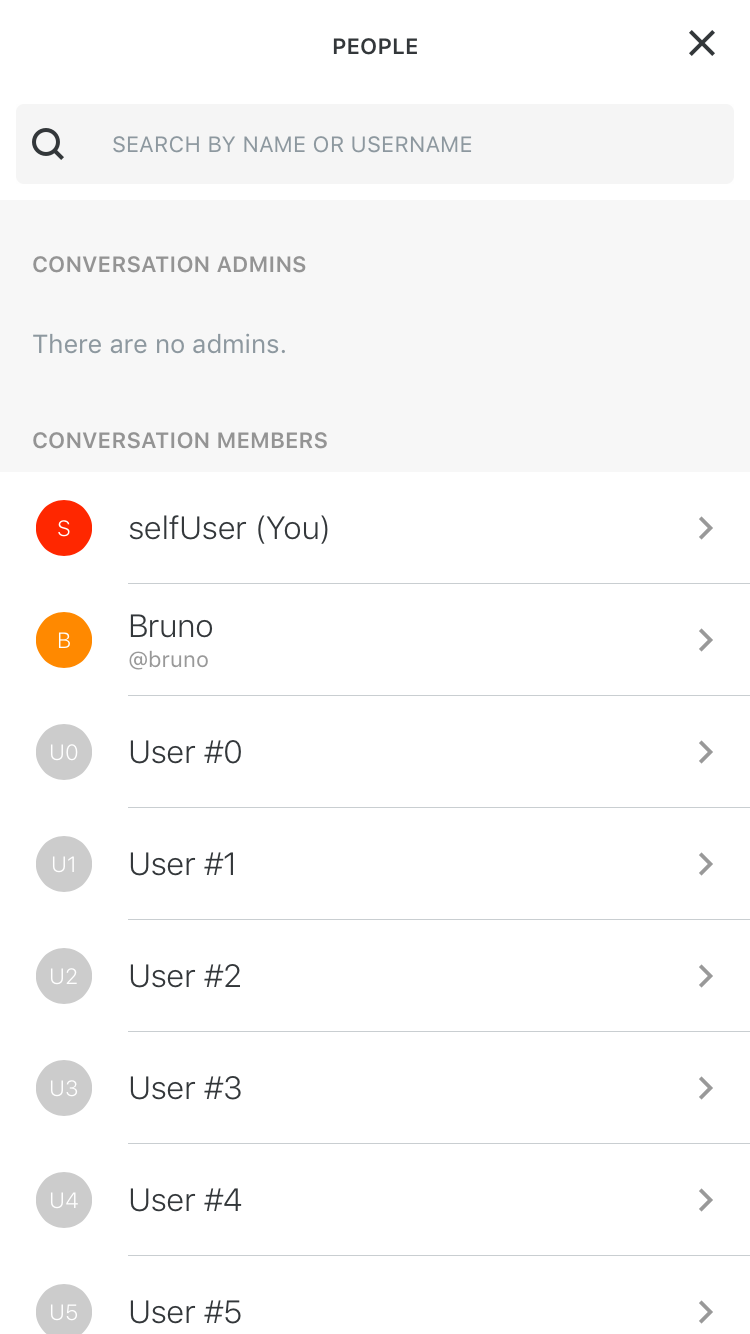 PEOPLE
SEARCH BY NAME OR USERNAME
CONVERSATION ADMINS
There are no admins.
CONVERSATION MEMBERS
S selfUser (You)
B Bruno
@bruno
U0 User #0
U1 User #1
U2 User #2
U3 User #3
U4 User #4
U5 User #5